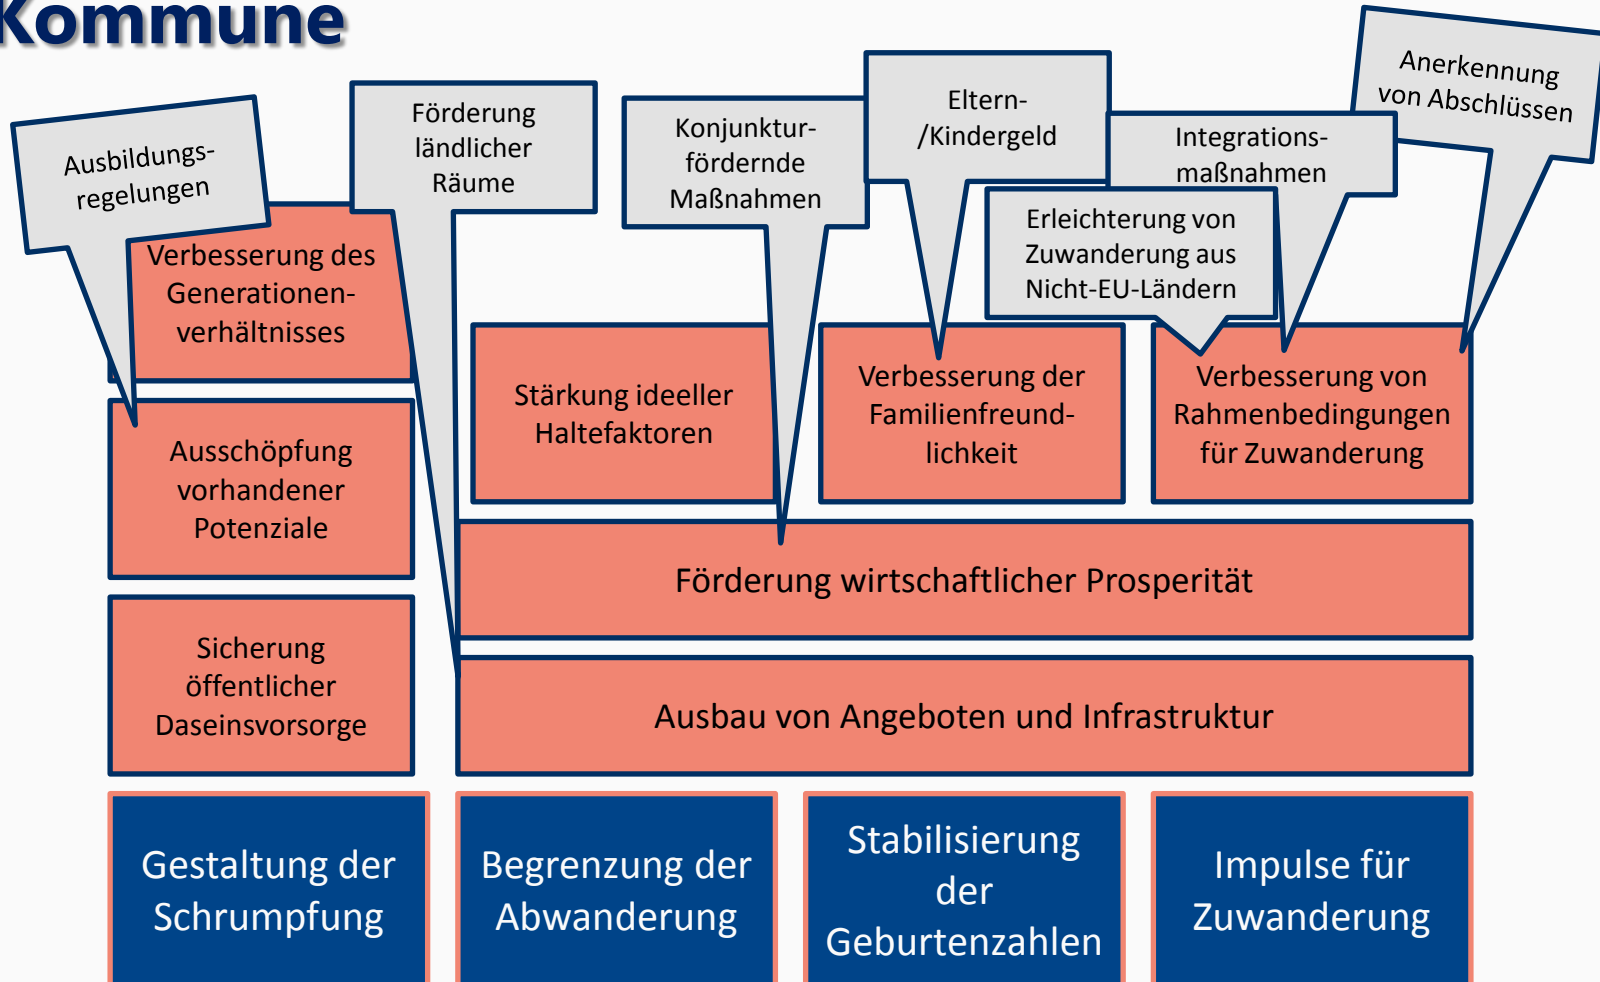 Kommune
Ausbildungs-
regelungen
Förderung
ländlicher
Räume
Konjunktur-
fördernde
Maßnahmen
Eltern-
/Kindergeld
Integrations-
maßnahmen
Anerkennung
von Abschlüssen
Erleichterung von
Zuwanderung aus
Nicht-EU-Ländern
Verbesserung des
Generationen-
verhältnisses
Stärkung ideeller
Haltefaktoren
Verbesserung der
Familienfreund-
lichkeit
Verbesserung von
Rahmenbedingungen
für Zuwanderung
Ausschöpfung
vorhandener
Potenziale
Förderung wirtschaftlicher Prosperität
Sicherung
öffentlicher
Daseinsvorsorge
Ausbau von Angeboten und Infrastruktur
Gestaltung der
Schrumpfung
Begrenzung der
Abwanderung
Stabilisierung
der
Geburtenzahlen
Impulse für
Zuwanderung